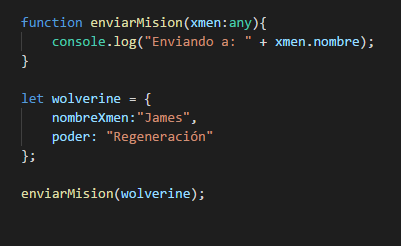 function enviarMision(xmen:any){
    console.log("Enviando a: " + xmen.nombre);
}

let wolverine = {
    nombreXmen:"James",
    poder: "Regeneración"
};

enviarMision(wolverine);